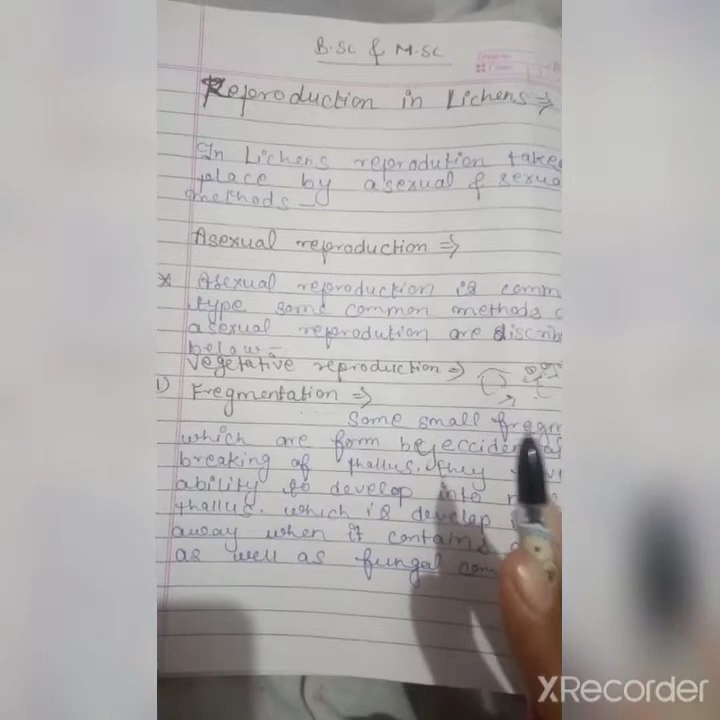 B.Sc & M.Sc
Reproduction in Lichens ⇒
In Lichens reprodution take
place by asexual & sexua
methods –
Asexual reproduction ⇒
* Asexual reproduction is comm
type some common methods
asexual reprodution are discrib
below –
Vegetative reproduction ⇒
1) Fregmentation ⇒
Some small fregm
which are form by eccident
breaking of thallus. they
ability to develop into
thallus. which is develop
away when it contains
as well as fungal com
XRecorder